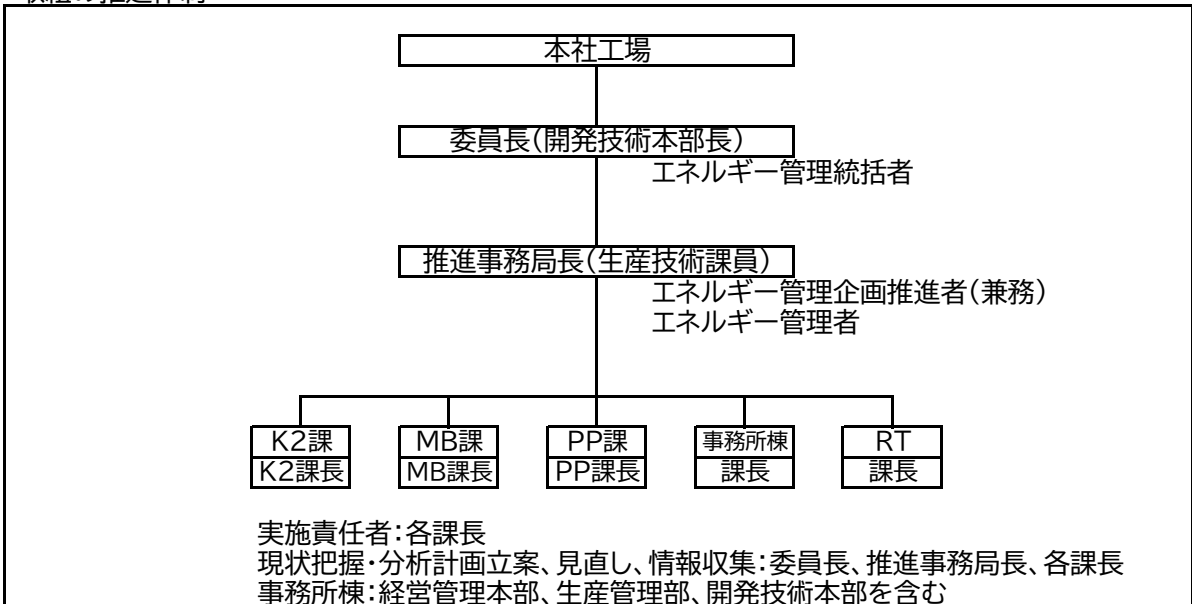 本社工場
委員長(開発技術本部長)
エネルギー管理統括者
推進事務局長(生産技術課員)
エネルギー管理企画推進者(兼務)
エネルギー管理者
K2課 MB課 PP課 事務所棟 RT
K2課長 MB課長 PP課長 課長 課長
実施責任者:各課長
現状把握・分析計画立案、見直し、情報収集:委員長、推進事務局長、各課長
事務所棟:経営管理本部、生産管理部、開発技術本部を含む